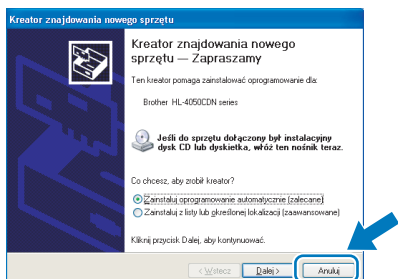 Kreator znajdowania nowego sprzętu
Kreator znajdowania nowego
sprzętu — Zapraszamy
Ten kreator pomaga zainstalować oprogramowanie dla:
Brother HL-4050CDN series
Jeśli do sprzętu dołączony był instalacyjny
dysk CD lub dyskietka, włóż ten nośnik teraz.
Co chcesz, aby zrobił kreator?
Zainstaluj oprogramowanie automatycznie (zalecane)
Zainstaluj z listy lub określonej lokalizacji (zaawansowane)
Kliknij przycisk Dalej, aby kontynuować.
< Wstecz
Dalej >
Anuluj